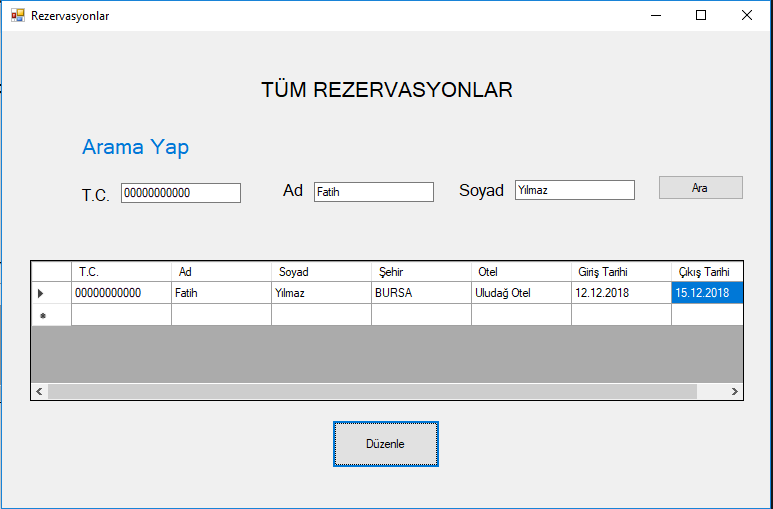 Rezervasyonlar
TÜM REZERVASYONLAR
Arama Yap
T.C. 00000000000 Ad Fatih Soyad Yılmaz Ara
T.C. Ad Soyad Şehir Otel Giriş Tarihi Çıkış Tarihi
00000000000 Fatih Yılmaz BURSA Uludağ Otel 12.12.2018 15.12.2018
Düzenle